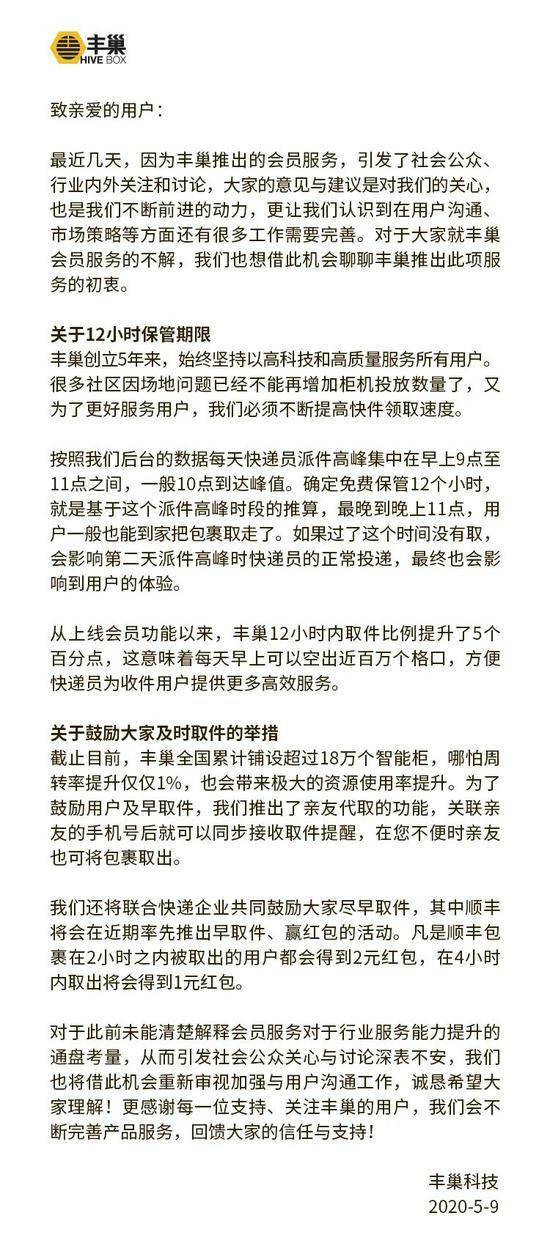 丰巢
HIVE BOX
致亲爱的用户：
最近几天，因为丰巢推出的会员服务，引发了社会公众、
行业内外关注和讨论，大家的意见与建议是对我们的关心，
也是我们不断前进的动力，更让我们认识到在用户沟通、
市场策略等方面还有很多工作需要完善。对于大家就丰巢
会员服务的不解，我们也想借此机会聊聊丰巢推出此项服
务的初衷。
关于12小时保管期限
丰巢创立5年来，始终坚持以高科技和高质量服务所有用户。
很多社区因场地问题已经不能再增加柜机投放数量了，又
为了更好服务用户，我们必须不断提高快件领取速度。
按照我们后台的数据每天快递员派件高峰集中在早上9点至
11点之间，一般10点到达峰值。确定免费保管12个小时，
就是基于这个派件高峰时段的推算，最晚到晚上11点，用
户一般也能到家把包裹取走了。如果过了这个时间没有取，
会影响第二天派件高峰时快递员的正常投递，最终也会影
响到用户的体验。
从上线会员功能以来，丰巢12小时内取件比例提升了5个
百分点，这意味着每天早上可以空出近百万个格口，方便
快递员为收件用户提供更多高效服务。
关于鼓励大家及时取件的举措
截止目前，丰巢全国累计铺设超过18万个智能柜，哪怕周
转率提升仅仅1%，也会带来极大的资源使用率提升。为了
鼓励用户及早取件，我们推出了亲友代取的功能，关联亲
友的手机号后就可以同步接收取件提醒，在您不便时亲友
也可将包裹取出。
我们还将联合快递企业共同鼓励大家尽早取件，其中顺丰
将会在近期率先推出早取件、赢红包的活动。凡是顺丰包
裹在2小时之内被取出的用户都会得到2元红包，在4小时
内取出将会得到1元红包。
对于此前未能清楚解释会员服务对于行业服务能力提升的
通盘考量，从而引发社会公众关心与讨论深表不安，我们
也将借此机会重新审视加强与用户沟通工作，诚恳希望大
家理解！更感谢每一位支持、关注丰巢的用户，我们会不
断完善产品服务，回馈大家的信任与支持！
丰巢科技
2020-5-9